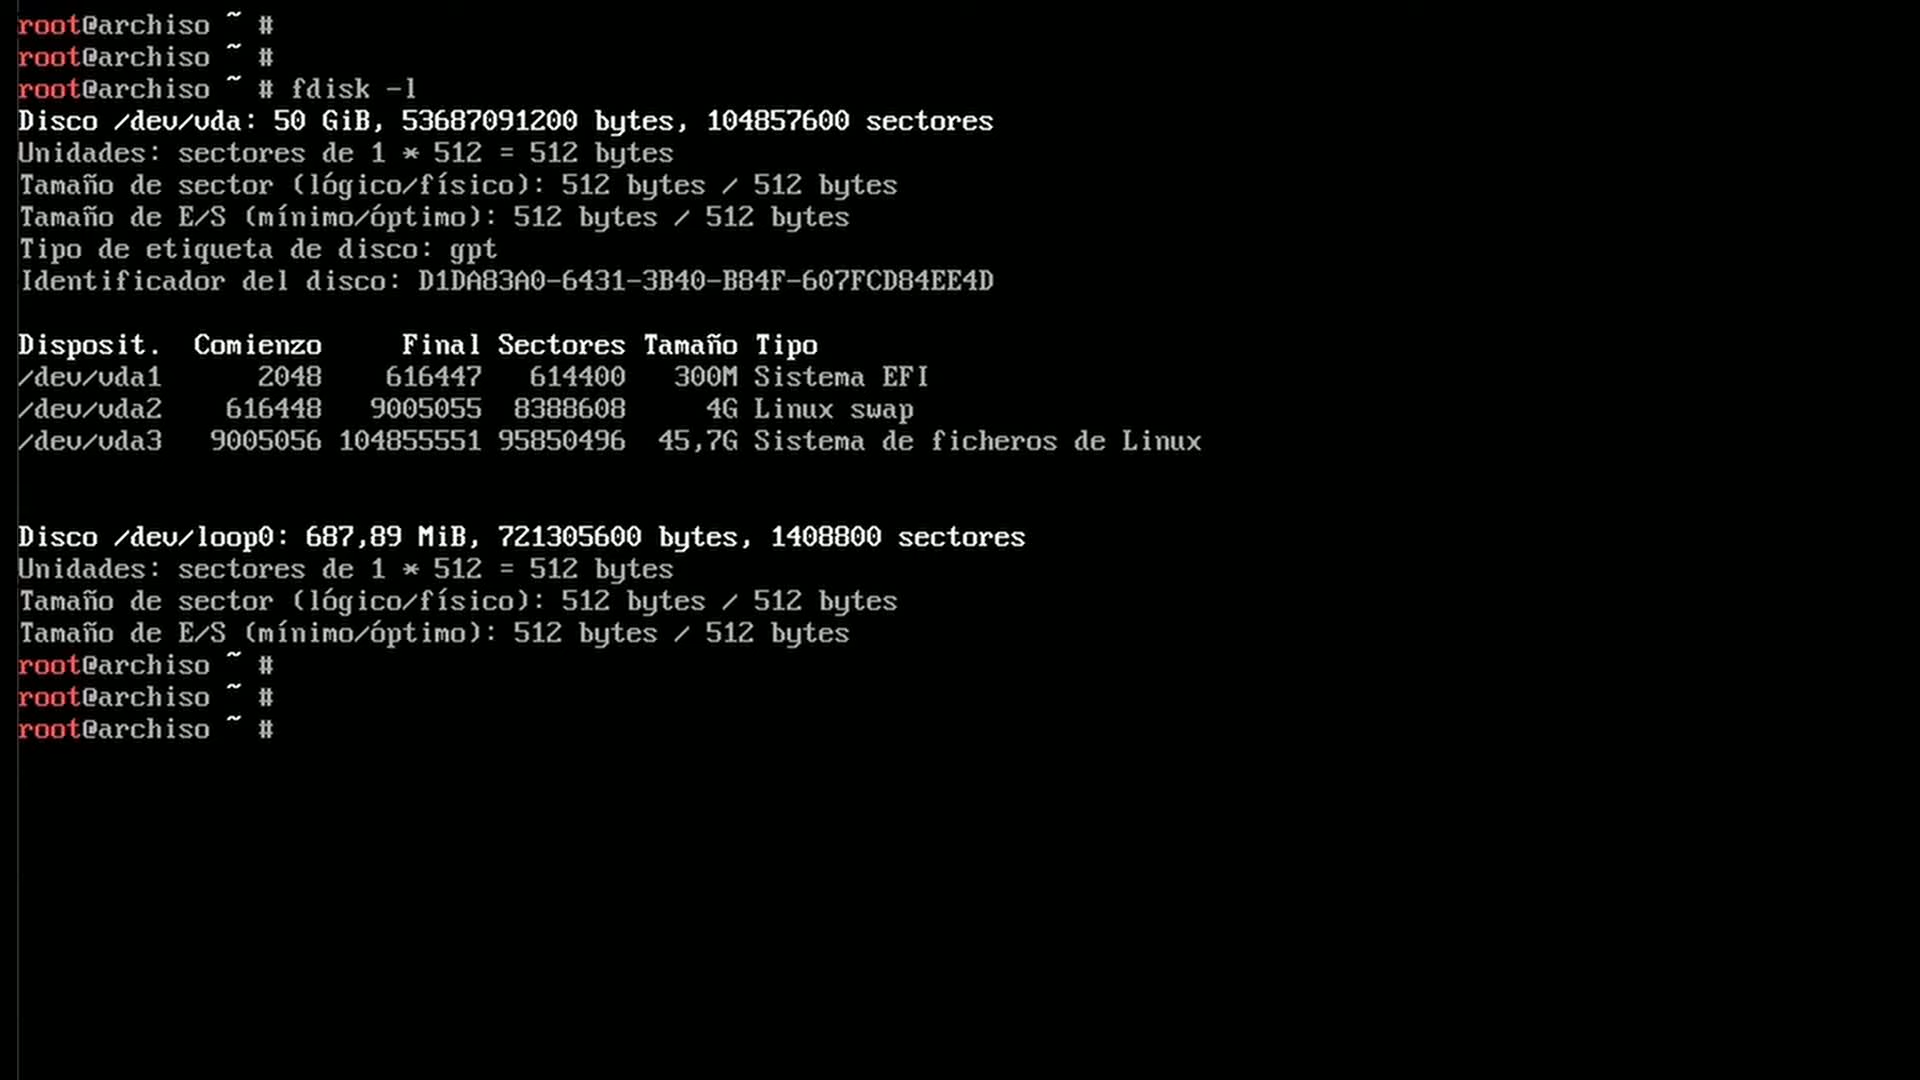 root@archiso ~ #
root@archiso ~ #
root@archiso ~ # fdisk -l
Disco /dev/vda: 50 GiB, 53687091200 bytes, 104857600 sectores
Unidades: sectores de 1 * 512 = 512 bytes
Tamaño de sector (lógico/físico): 512 bytes / 512 bytes
Tamaño de E/S (mínimo/óptimo): 512 bytes / 512 bytes
Tipo de etiqueta de disco: gpt
Identificador del disco: D1DA83A0-6431-3B40-B84F-607FCD84EE4D
Disposit.  Comienzo     Final Sectores Tamaño Tipo
/dev/vda1      2048    616447   614400   300M Sistema EFI
/dev/vda2    616448   9005055  8388608     4G Linux swap
/dev/vda3   9005056 104855551 95850496  45,7G Sistema de ficheros de Linux
Disco /dev/loop0: 687,89 MiB, 721305600 bytes, 1408800 sectores
Unidades: sectores de 1 * 512 = 512 bytes
Tamaño de sector (lógico/físico): 512 bytes / 512 bytes
Tamaño de E/S (mínimo/óptimo): 512 bytes / 512 bytes
root@archiso ~ #
root@archiso ~ #
root@archiso ~ #